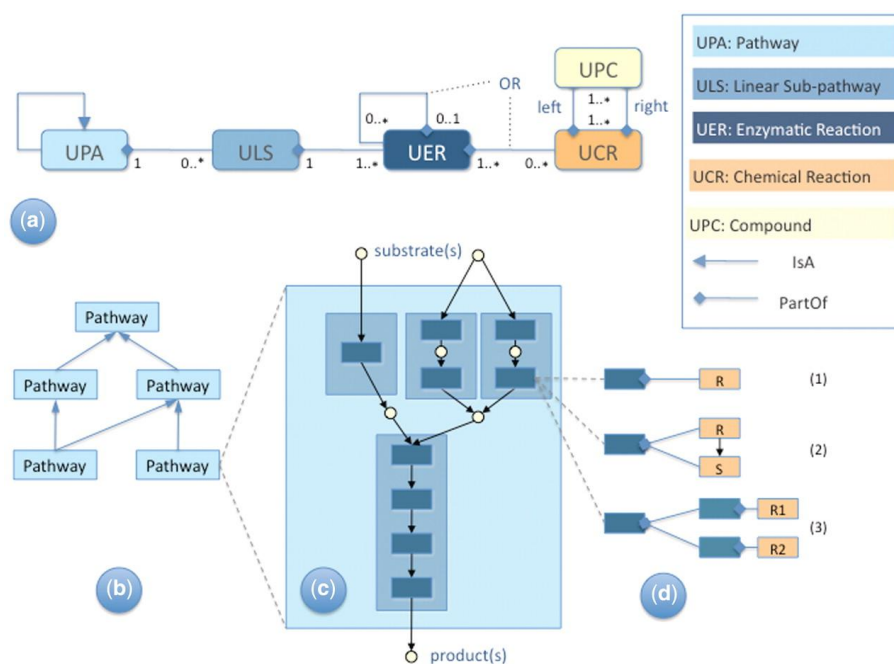 (a)
UPA
1
0..*
ULS
1
1..*
0..*
0..1
UER
1..*
OR
0..*
UPC
left
1..*
1..*
right
UCR
UPA: Pathway
ULS: Linear Sub-pathway
UER: Enzymatic Reaction
UCR: Chemical Reaction
UPC: Compound
IsA
PartOf
Pathway
Pathway
Pathway
Pathway
Pathway
(b)
substrate(s)
(c)
product(s)
R
(1)
R
S
(2)
R1
R2
(3)
(d)